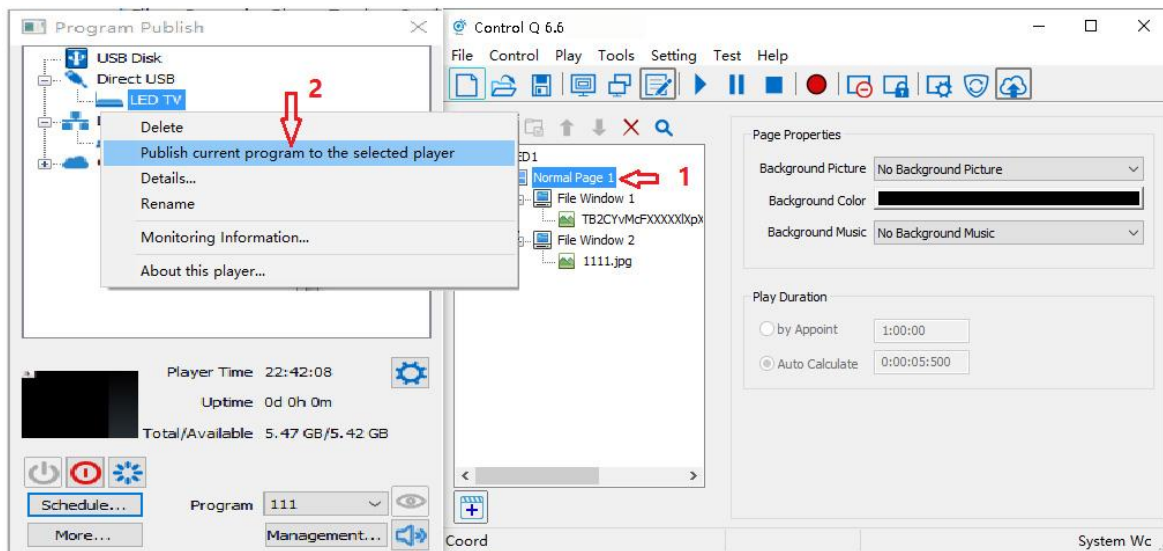 Program Publish
USB Disk
Direct USB
LED TV
2
Delete
Publish current program to the selected player
Details...
Rename
Monitoring Information...
About this player...
Player Time 22:42:08
Uptime 0d 0h 0m
Total/Available 5.47 GB/5.42 GB
Schedule... Program 111
More... Management...
Control Q 6.6
File Control Play Tools Setting Test Help
ED1
Normal Page 1 1
File Window 1
File Window 2
1111.jpg
Page Properties
Background Picture No Background Picture
Background Color
Background Music No Background Music
Play Duration
by Appoint 1:00:00
Auto Calculate 0:00:05:500
Coord System Wc